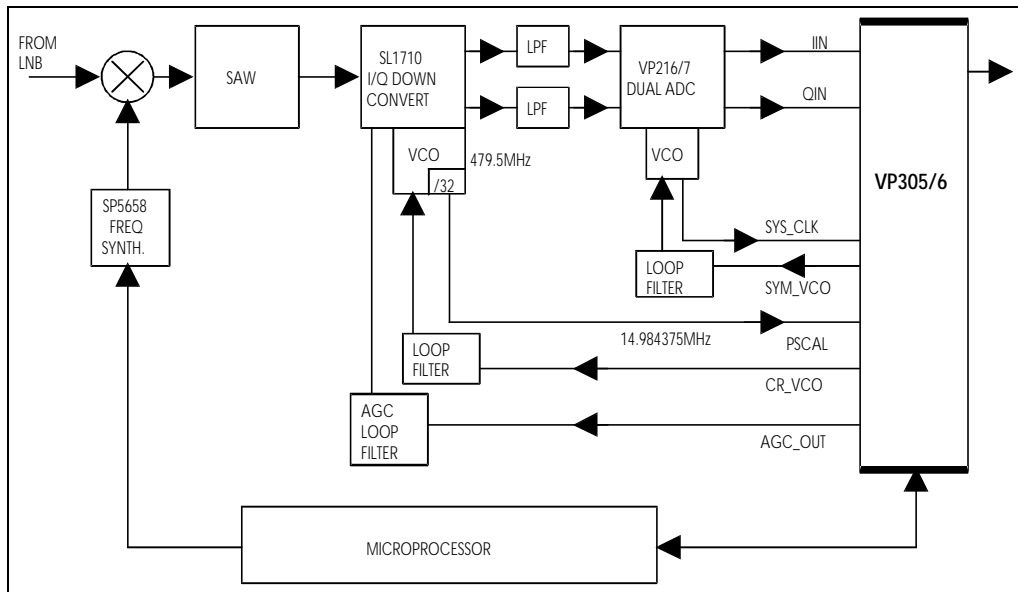 FROM
LNB
SAW
SL1710
I/Q DOWN
CONVERT
LPF
LPF
VP216/7
DUAL ADC
IIN
QIN
VCO
479.5MHz
/32
VCO
VP305/6
SP5658
FREQ
SYNTH.
SYS_CLK
LOOP
FILTER
SYM_VCO
14.984375MHz
PSCAL
LOOP
FILTER
CR_VCO
AGC
LOOP
FILTER
AGC_OUT
MICROPROCESSOR